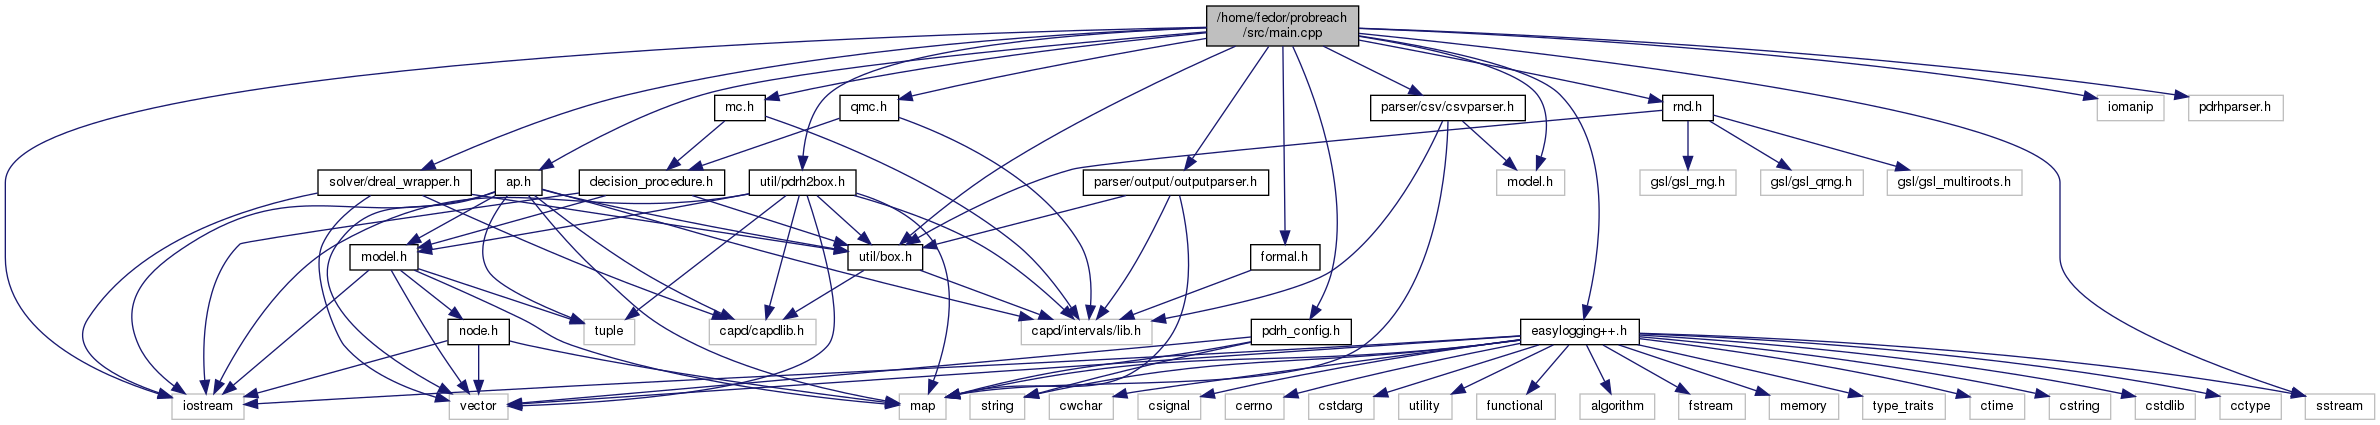 /home/fedor/probreach
/src/main.cpp
mc.h
qmc.h
parser/csv/csvparser.h
rnd.h
iomanip
pdrhparser.h
solver/dreal_wrapper.h
ap.h
decision_procedure.h
util/pdrh2box.h
parser/output/outputparser.h
model.h
gsl/gsl_rng.h
gsl/gsl_qrng.h
gsl/gsl_multiroots.h
model.h
util/box.h
formal.h
node.h
tuple
capd/capdlib.h
capd/intervals/lib.h
pdrh_config.h
easylogging++.h
iostream
vector
map
string
cwchar
csignal
cerrno
cstdarg
utility
functional
algorithm
fstream
memory
type_traits
ctime
cstring
cstdlib
cctype
sstream